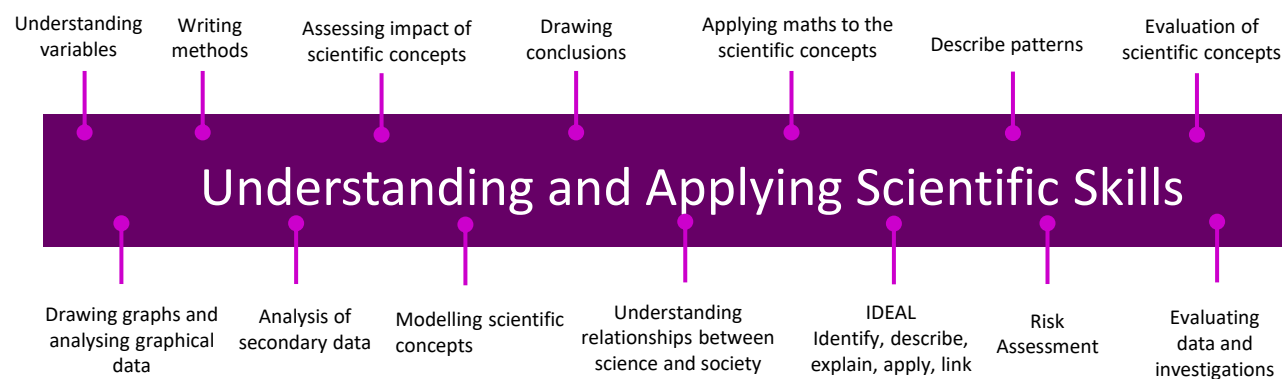 Understanding
variables
Writing
methods
Assessing impact of
scientific concepts
Drawing
conclusions
Applying maths to the
scientific concepts
Describe patterns
Evaluation of
scientific concepts
Understanding and Applying Scientific Skills
Drawing graphs and
analysing graphical
data
Analysis of
secondary data
Modelling scientific
concepts
Understanding
relationships between
science and society
IDEAL
Identify, describe,
explain, apply, link
Risk
Assessment
Evaluating
data and
investigations